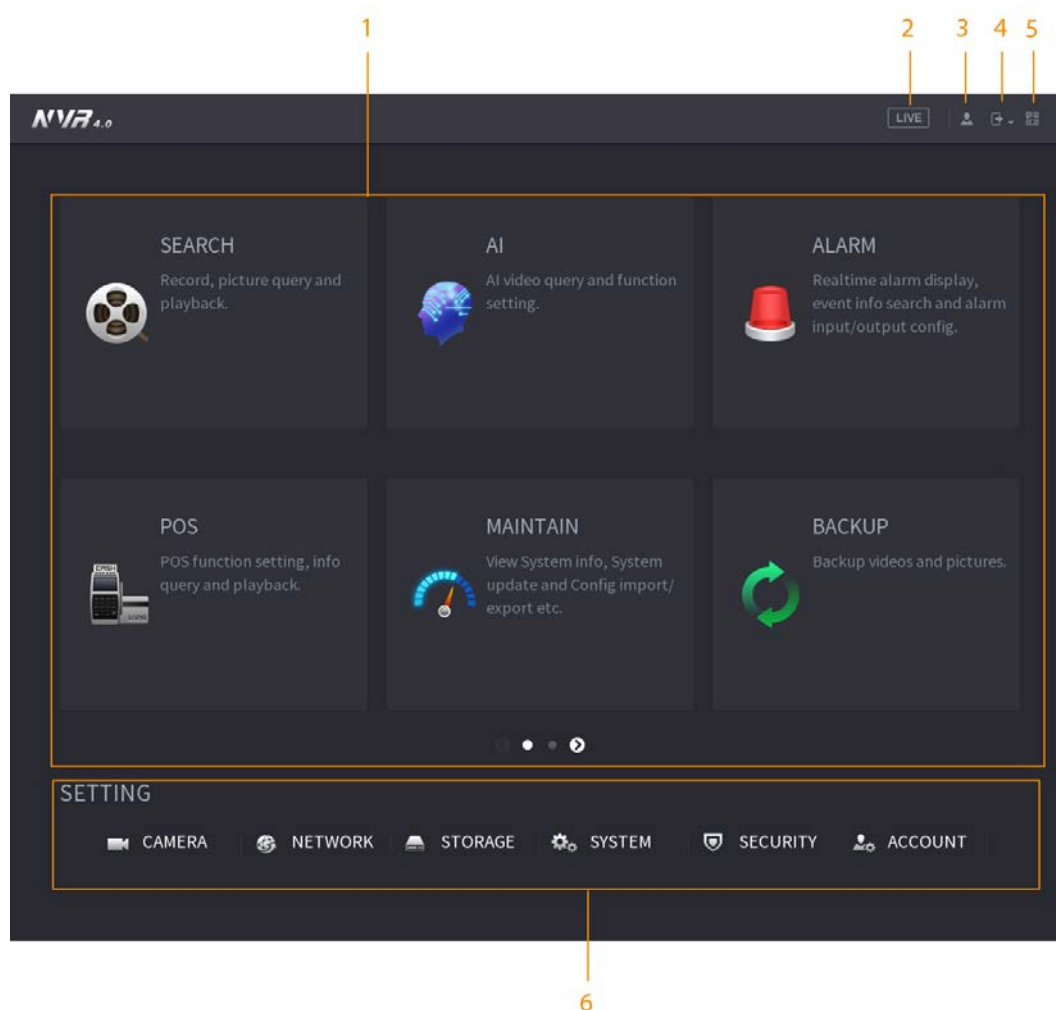 1
2 3 4 5
NVR 4.0
LIVE
SEARCH
Record, picture query and
playback.
AI
AI video query and function
setting.
ALARM
Realtime alarm display,
event info search and alarm
input/output config.
POS
POS function setting, info
query and playback.
CASH
MAINTAIN
View System info, System
update and Config import/
export etc.
BACKUP
Backup videos and pictures.
SETTING
CAMERA NETWORK STORAGE SYSTEM SECURITY ACCOUNT
6